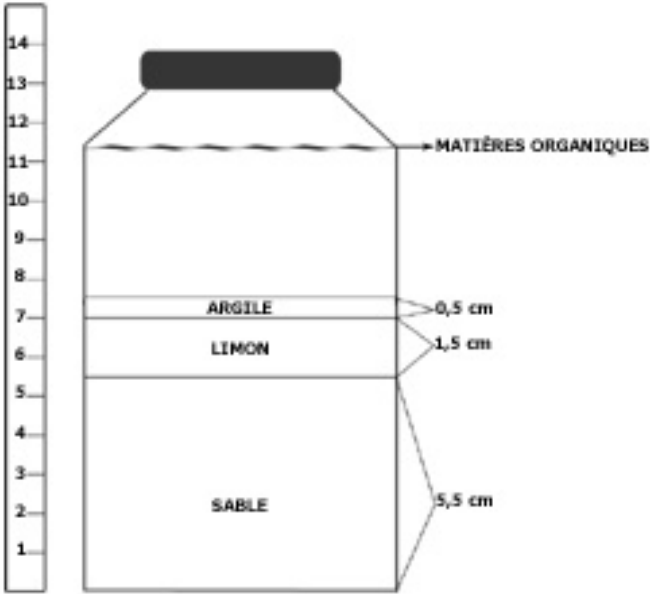 14
13
12
11
10
9
8
7
6
5
4
3
2
1
MATIÈRES ORGANIQUES
ARGILE
0,5 cm
LIMON
1,5 cm
SABLE
5,5 cm